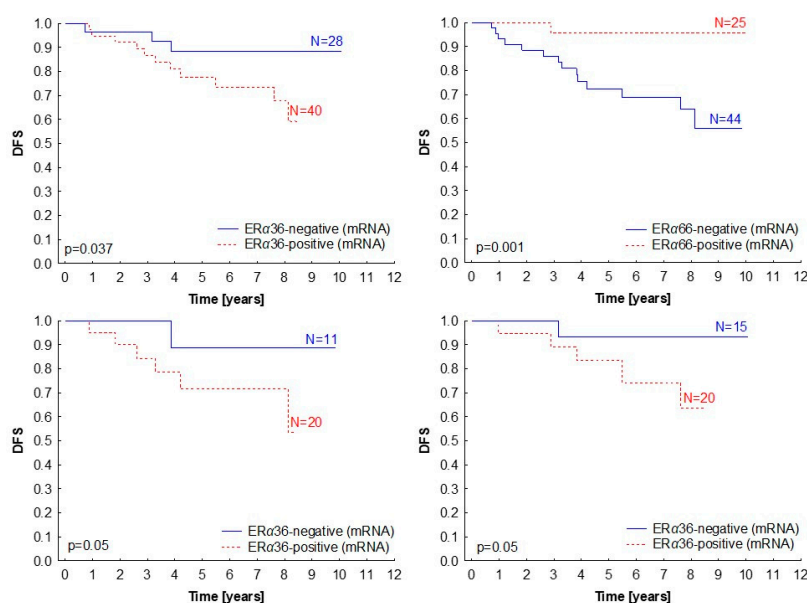 1.0
0.9
0.8
0.7
0.6
0.5
0.4
0.3
0.2
0.1
0.0
DFS
N=28
N=40
ERα36-negative (mRNA)
ERα36-positive (mRNA)
p=0.037
0 1 2 3 4 5 6 7 8 9 10 11 12
Time [years]
1.0
0.9
0.8
0.7
0.6
0.5
0.4
0.3
0.2
0.1
0.0
DFS
N=25
N=44
ERα66-negative (mRNA)
ERα66-positive (mRNA)
p=0.001
0 1 2 3 4 5 6 7 8 9 10 11 12
Time [years]
1.0
0.9
0.8
0.7
0.6
0.5
0.4
0.3
0.2
0.1
0.0
DFS
N=11
N=20
ERα36-negative (mRNA)
ERα36-positive (mRNA)
p=0.05
0 1 2 3 4 5 6 7 8 9 10 11 12
Time [years]
1.0
0.9
0.8
0.7
0.6
0.5
0.4
0.3
0.2
0.1
0.0
DFS
N=15
N=20
ERα36-negative (mRNA)
ERα36-positive (mRNA)
p=0.05
0 1 2 3 4 5 6 7 8 9 10 11 12
Time [years]